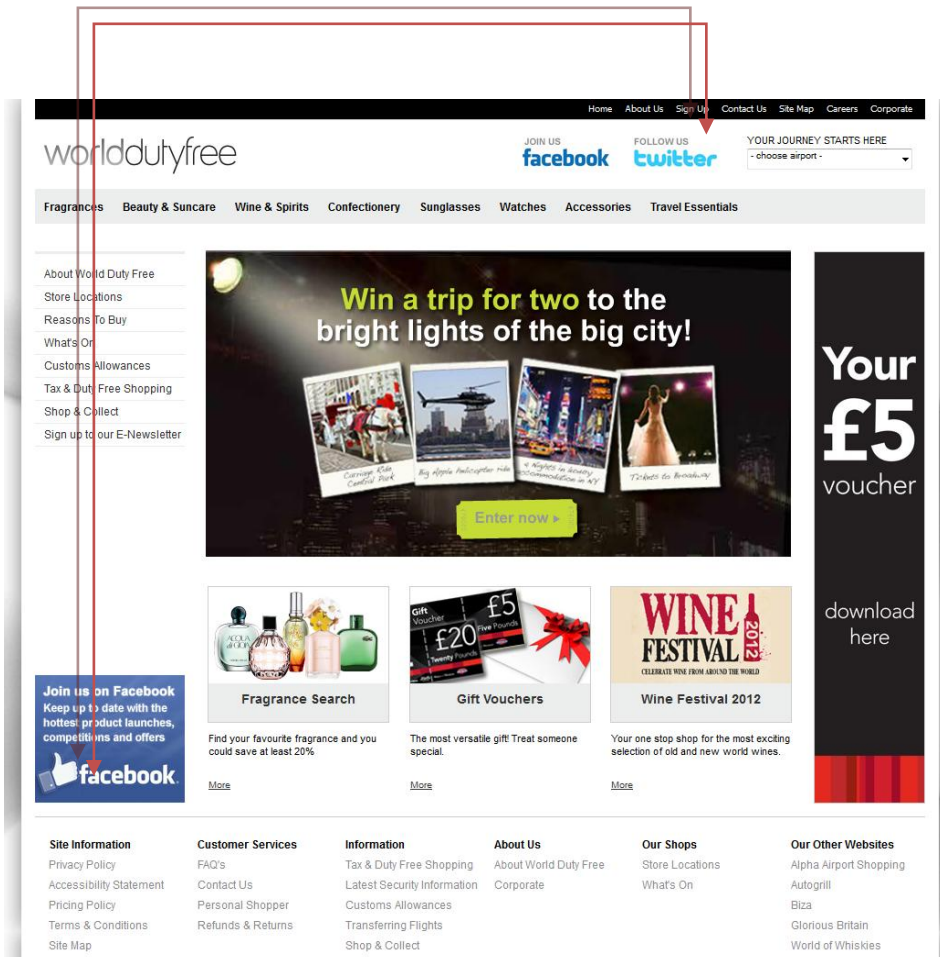 Home About Us Sign Up Contact Us Site Map Careers Corporate
worlddutyfree
JOIN US
facebook
FOLLOW US
twitter
YOUR JOURNEY STARTS HERE
- choose airport -
Fragrances Beauty & Suncare Wine & Spirits Confectionery Sunglasses Watches Accessories Travel Essentials
About World Duty Free
Store Locations
Reasons To Buy
What's On
Customs Allowances
Tax & Duty Free Shopping
Shop & Collect
Sign up to our E-Newsletter
Win a trip for two to the
bright lights of the big city!
Carriage Ride
Central Park
Big Apple helicopter ride
4 Nights in luxury
accommodation in NY
Tickets to Broadway
Enter now ►
Your
£5
voucher
download
here
Join us on Facebook
Keep up to date with the
hottest product launches,
competitions and offers
facebook
ACQUA
di GIOIA
Fragrance Search
Find your favourite fragrance and you
could save at least 20%
More
Gift
Voucher
£20
Twenty Pounds
£5
Five Pounds
Gift Vouchers
The most versatile gift! Treat someone
special.
More
WINE
FESTIVAL
2012
CELEBRATE WINE FROM AROUND THE WORLD
Wine Festival 2012
Your one stop shop for the most exciting
selection of old and new world wines.
More
Site Information
Privacy Policy
Accessibility Statement
Pricing Policy
Terms & Conditions
Site Map
Customer Services
FAQ's
Contact Us
Personal Shopper
Refunds & Returns
Information
Tax & Duty Free Shopping
Latest Security Information
Customs Allowances
Transferring Flights
Shop & Collect
About Us
About World Duty Free
Corporate
Our Shops
Store Locations
What's On
Our Other Websites
Alpha Airport Shopping
Autogrill
Biza
Glorious Britain
World of Whiskies